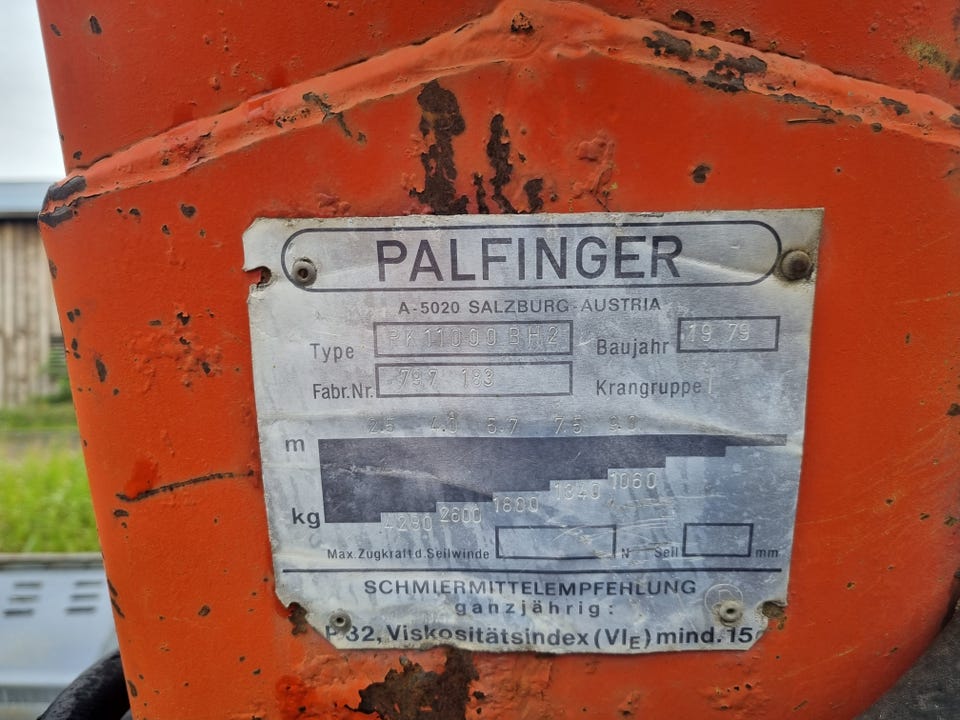 PALFINGER
A-5020 SALZBURG-AUSTRIA
Type PK 11000 BH2 Baujahr 19 79
Fabr.Nr. 797 183 Krangruppe I
m 2.5 4.0 5.7 7.5 9.0
kg 4280 2600 1800 1340 1060
Max. Zugkraft d. Seilwinde N Seil mm
SCHMIERMITTELEMPFEHLUNG
ganzjährig:
32, Viskositätsindex (VIE) mind. 15